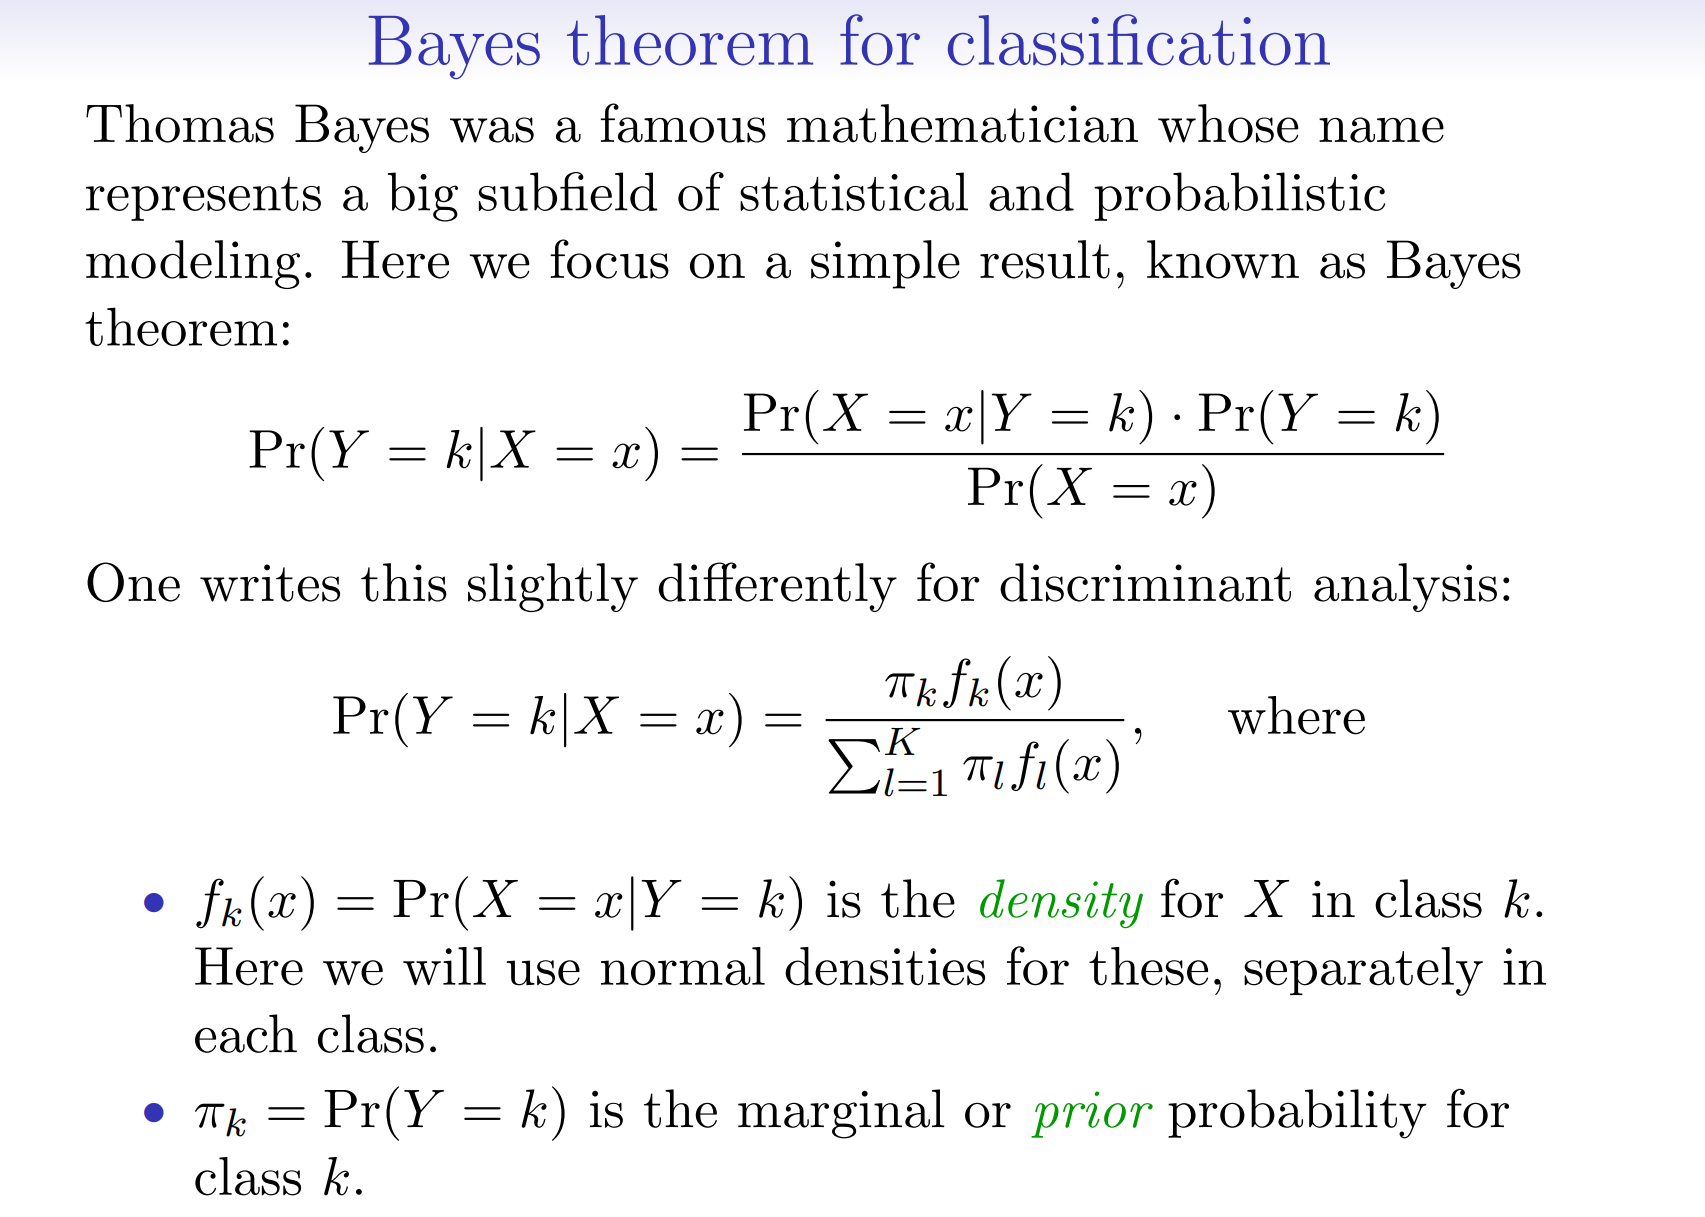 Bayes theorem for classification
Thomas Bayes was a famous mathematician whose name
represents a big subfield of statistical and probabilistic
modeling. Here we focus on a simple result, known as Bayes
theorem:
Pr(Y = k|X = x) = \frac{Pr(X = x|Y = k) · Pr(Y = k)}{Pr(X = x)}
One writes this slightly differently for discriminant analysis:
Pr(Y = k|X = x) = \frac{π_k f_k(x)}{\sum_{l=1}^{K} π_l f_l(x)}, where
• f_k(x) = Pr(X = x|Y = k) is the density for X in class k.
Here we will use normal densities for these, separately in
each class.
• π_k = Pr(Y = k) is the marginal or prior probability for
class k.